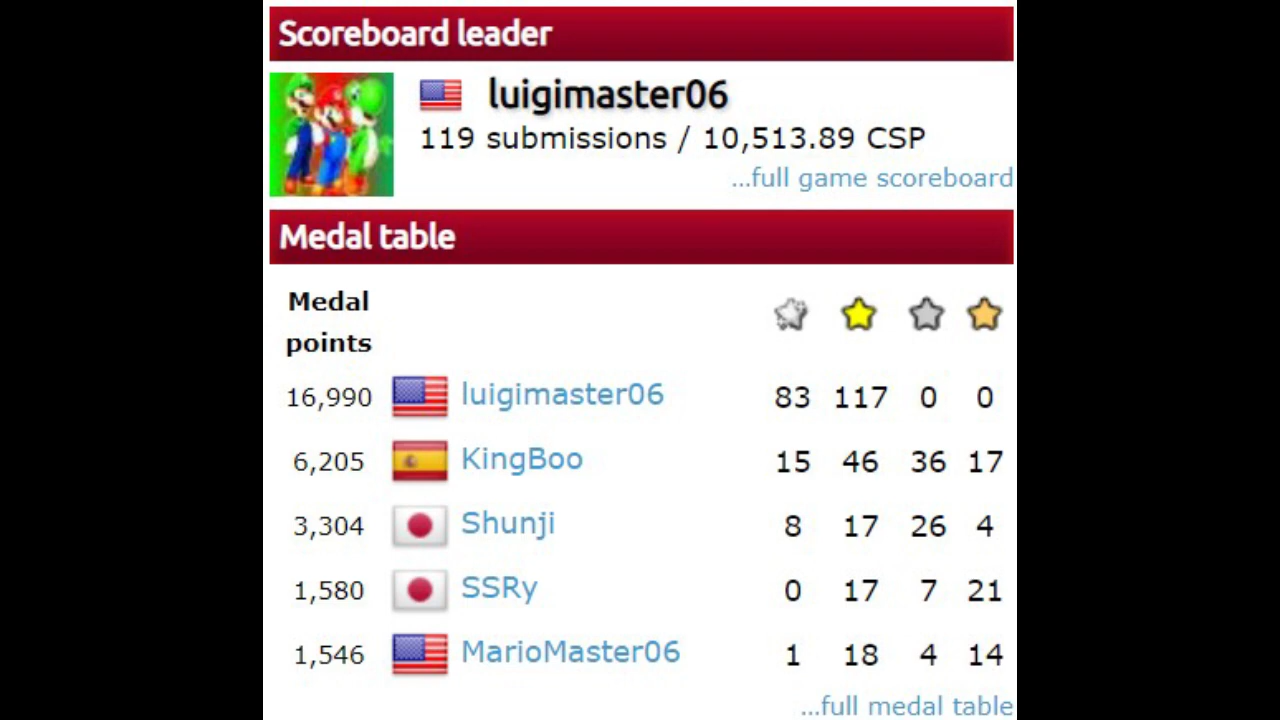 Scoreboard leader
luigimaster06
119 submissions / 10,513.89 CSP
...full game scoreboard
Medal table
Medal
points
16,990 luigimaster06 83 117 0 0
6,205 KingBoo 15 46 36 17
3,304 Shunji 8 17 26 4
1,580 SSRy 0 17 7 21
1,546 MarioMaster06 1 18 4 14
...full medal table